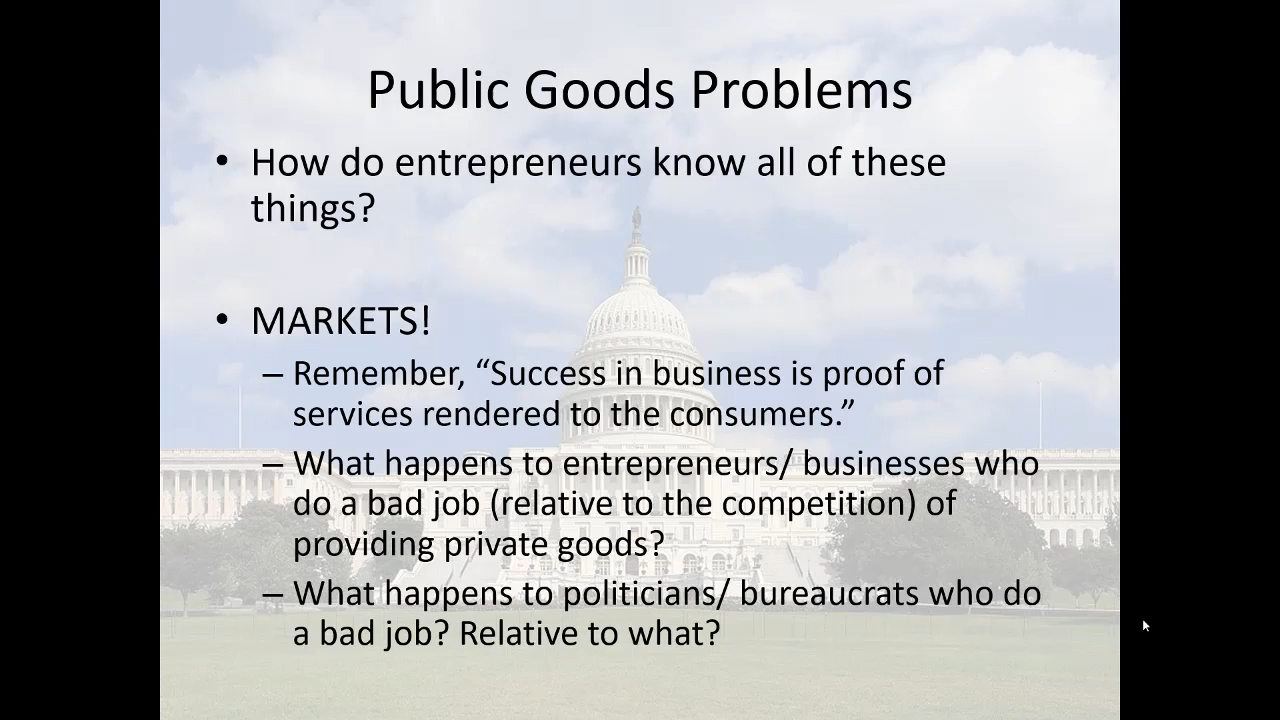 Public Goods Problems
• How do entrepreneurs know all of these
things?
• MARKETS!
– Remember, “Success in business is proof of
services rendered to the consumers.”
– What happens to entrepreneurs/ businesses who
do a bad job (relative to the competition) of
providing private goods?
– What happens to politicians/ bureaucrats who do
a bad job? Relative to what?